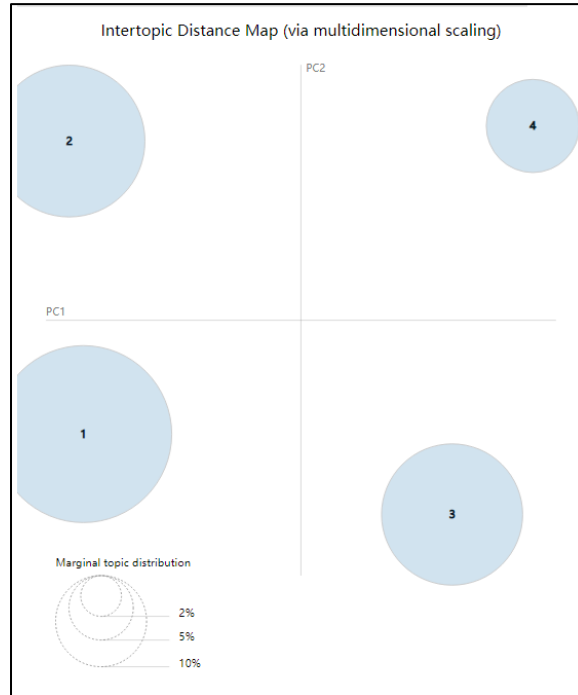 Intertopic Distance Map (via multidimensional scaling)
PC2
2
4
PC1
1
3
Marginal topic distribution
2%
5%
10%